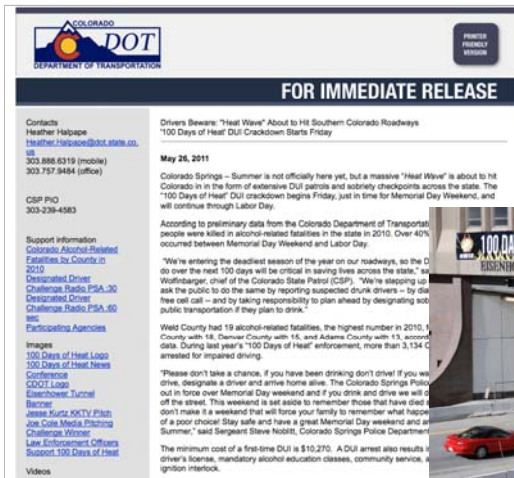 COLORADO
DOT
DEPARTMENT OF TRANSPORTATION
PRINTER
FRIENDLY
VERSION
FOR IMMEDIATE RELEASE
Contacts
Heather Halpape
Heather.Halpape@dot.state.co.
us
303.888.6319 (mobile)
303.757.9484 (office)
CSP PIO
303-239-4583
Support information
Colorado Alcohol-Related
Fatalities by County in
2010
Designated Driver
Challenge Radio PSA :30
Designated Driver
Challenge Radio PSA :60
sec
Participating Agencies
Images
100 Days of Heat Logo
100 Days of Heat News
Conference
CDOT Logo
Eisenhower Tunnel
Banner
Jesse Kurtz KKTV Pitch
Joe Cole Media Pitching
Challenge Winner
Law Enforcement Officers
Support 100 Days of Heat
Videos
Drivers Beware: "Heat Wave" About to Hit Southern Colorado Roadways
'100 Days of Heat' DUI Crackdown Starts Friday
May 26, 2011
Colorado Springs – Summer is not officially here yet, but a massive "Heat Wave" is about to hit
Colorado in in the form of extensive DUI patrols and sobriety checkpoints across the state. The
"100 Days of Heat" DUI crackdown begins Friday, just in time for Memorial Day Weekend, and
will continue through Labor Day.
According to preliminary data from the Colorado Department of Transportati
people were killed in alcohol-related fatalities in the state in 2010. Over 40%
occurred between Memorial Day Weekend and Labor Day.
"We're entering the deadliest season of the year on our roadways, so the D
do over the next 100 days will be critical in saving lives across the state," sa
Wolfinbarger, chief of the Colorado State Patrol (CSP). "We're stepping up
ask the public to do the same by reporting suspected drunk drivers – by dia
free cell call – and by taking responsibility to plan ahead by designating sob
public transportation if they plan to drink."
Weld County had 19 alcohol-related fatalities, the highest number in 2010, f
County with 18, Denver County with 15, and Adams County with 13, accord
data. During last year's "100 Days of Heat" enforcement, more than 3,134 C
arrested for impaired driving.
"Please don't take a chance, if you have been drinking don't drive! If you wa
drive, designate a driver and arrive home alive. The Colorado Springs Polic
out in force over Memorial Day weekend and if you drink and drive we will d
off the street. This weekend is set aside to remember those that have died s
don't make it a weekend that will force your family to remember what happe
of a poor choice! Stay safe and have a great Memorial Day weekend and an
Summer," said Sergeant Steve Noblitt, Colorado Springs Police Department
The minimum cost of a first-time DUI is $10,270. A DUI arrest also results i
driver's license, mandatory alcohol education classes, community service, a
ignition interlock.
100 DA
EISENHO